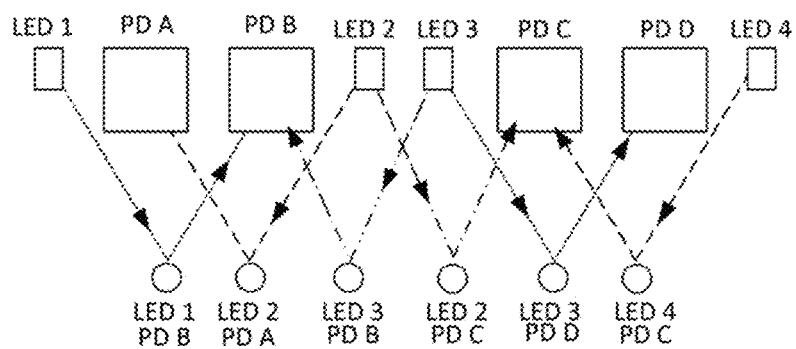 LED 1 PD A PD B LED 2 LED 3 PD C PD D LED 4
LED 1 LED 2 LED 3 LED 2 LED 3 LED 4
PD B PD A PD B PD C PD D PD C